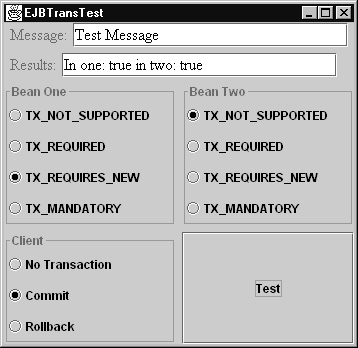 EJBTransTest
Message: Test Message
Results: In one: true in two: true
Bean One
TX_NOT_SUPPORTED
TX_REQUIRED
TX_REQUIRES_NEW
TX_MANDATORY
Bean Two
TX_NOT_SUPPORTED
TX_REQUIRED
TX_REQUIRES_NEW
TX_MANDATORY
Client
No Transaction
Commit
Rollback
Test